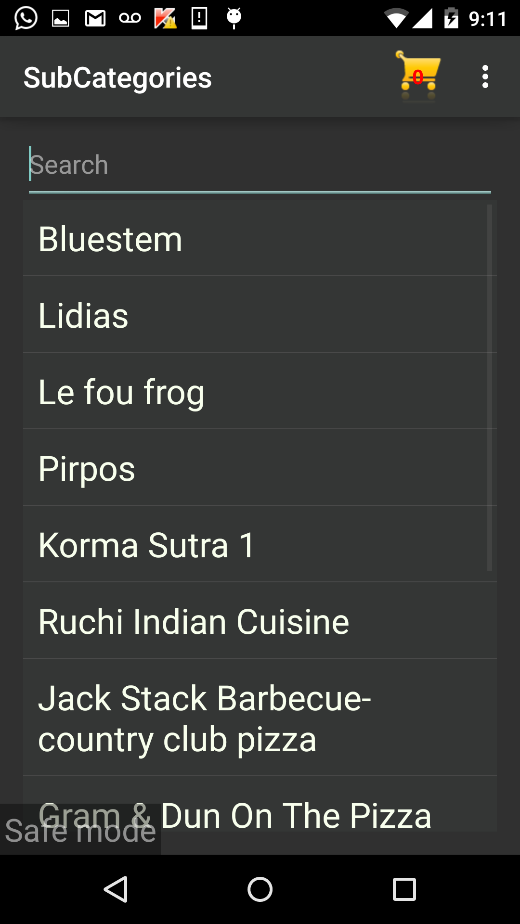 9:11
SubCategories
0
Search
Bluestem
Lidias
Le fou frog
Pirpos
Korma Sutra 1
Ruchi Indian Cuisine
Jack Stack Barbecue-
country club pizza
Gram & Dun On The Pizza
Safe mode